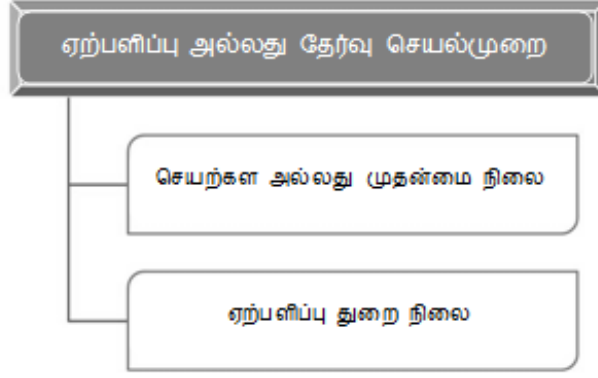 ஏற்பளிப்பு அல்லது தேர்வு செயல்முறை
செயற்கள அல்லது முதன்மை நிலை
ஏற்பளிப்பு துறை நிலை